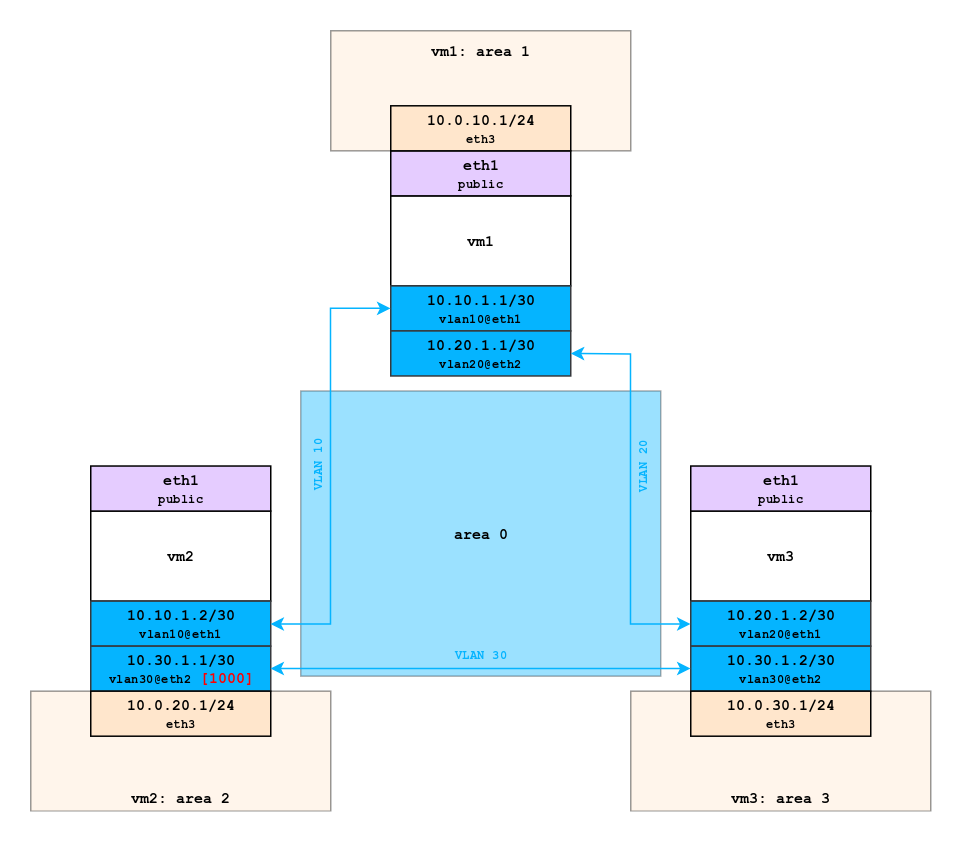 vm1: area 1
10.0.10.1/24
eth3
eth1
public
vm1
10.10.1.1/30
vlan10@eth1
10.20.1.1/30
vlan20@eth2
VLAN 10
VLAN 20
area 0
eth1
public
vm2
10.10.1.2/30
vlan10@eth1
10.30.1.1/30
vlan30@eth2 [1000]
10.0.20.1/24
eth3
vm2: area 2
VLAN 30
eth1
public
vm3
10.20.1.2/30
vlan20@eth1
10.30.1.2/30
vlan30@eth2
10.0.30.1/24
eth3
vm3: area 3